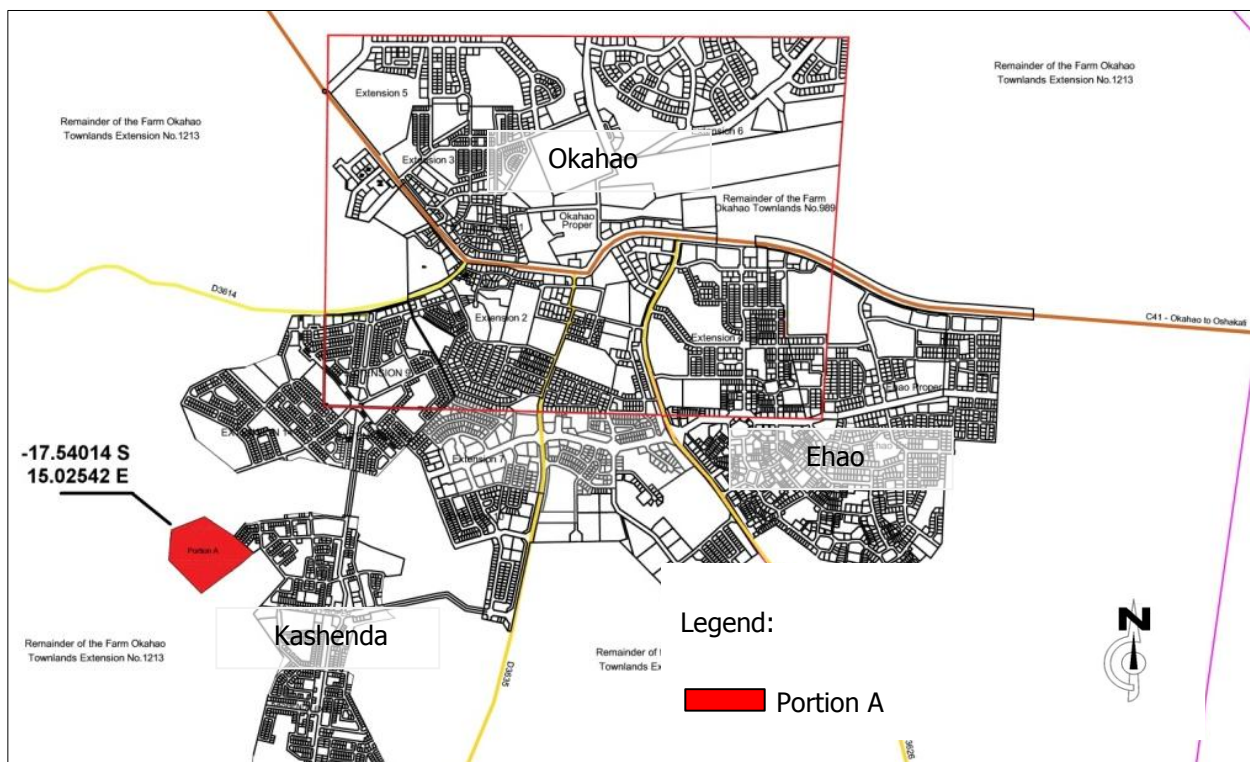 Remainder of the Farm Okahao
Townlands Extension No.1213
Extension 5
Extension 3
Okahao
Extension 6
Remainder of the Farm Okahao
Townlands Extension No.1213
Okahao
Proper
Remainder of the Farm
Okahao Townlands No.989
D3614
Extension 2
Extension
C41 - Okahao to Oshakati
Ehao Proper
-17.54014 S
15.02542 E
Extension 7
Ehao
Portion A
Kashenda
Remainder of the Farm Okahao
Townlands Extension No.1213
D3635
Remainder of
Townlands
Legend:
Portion A
N
3626